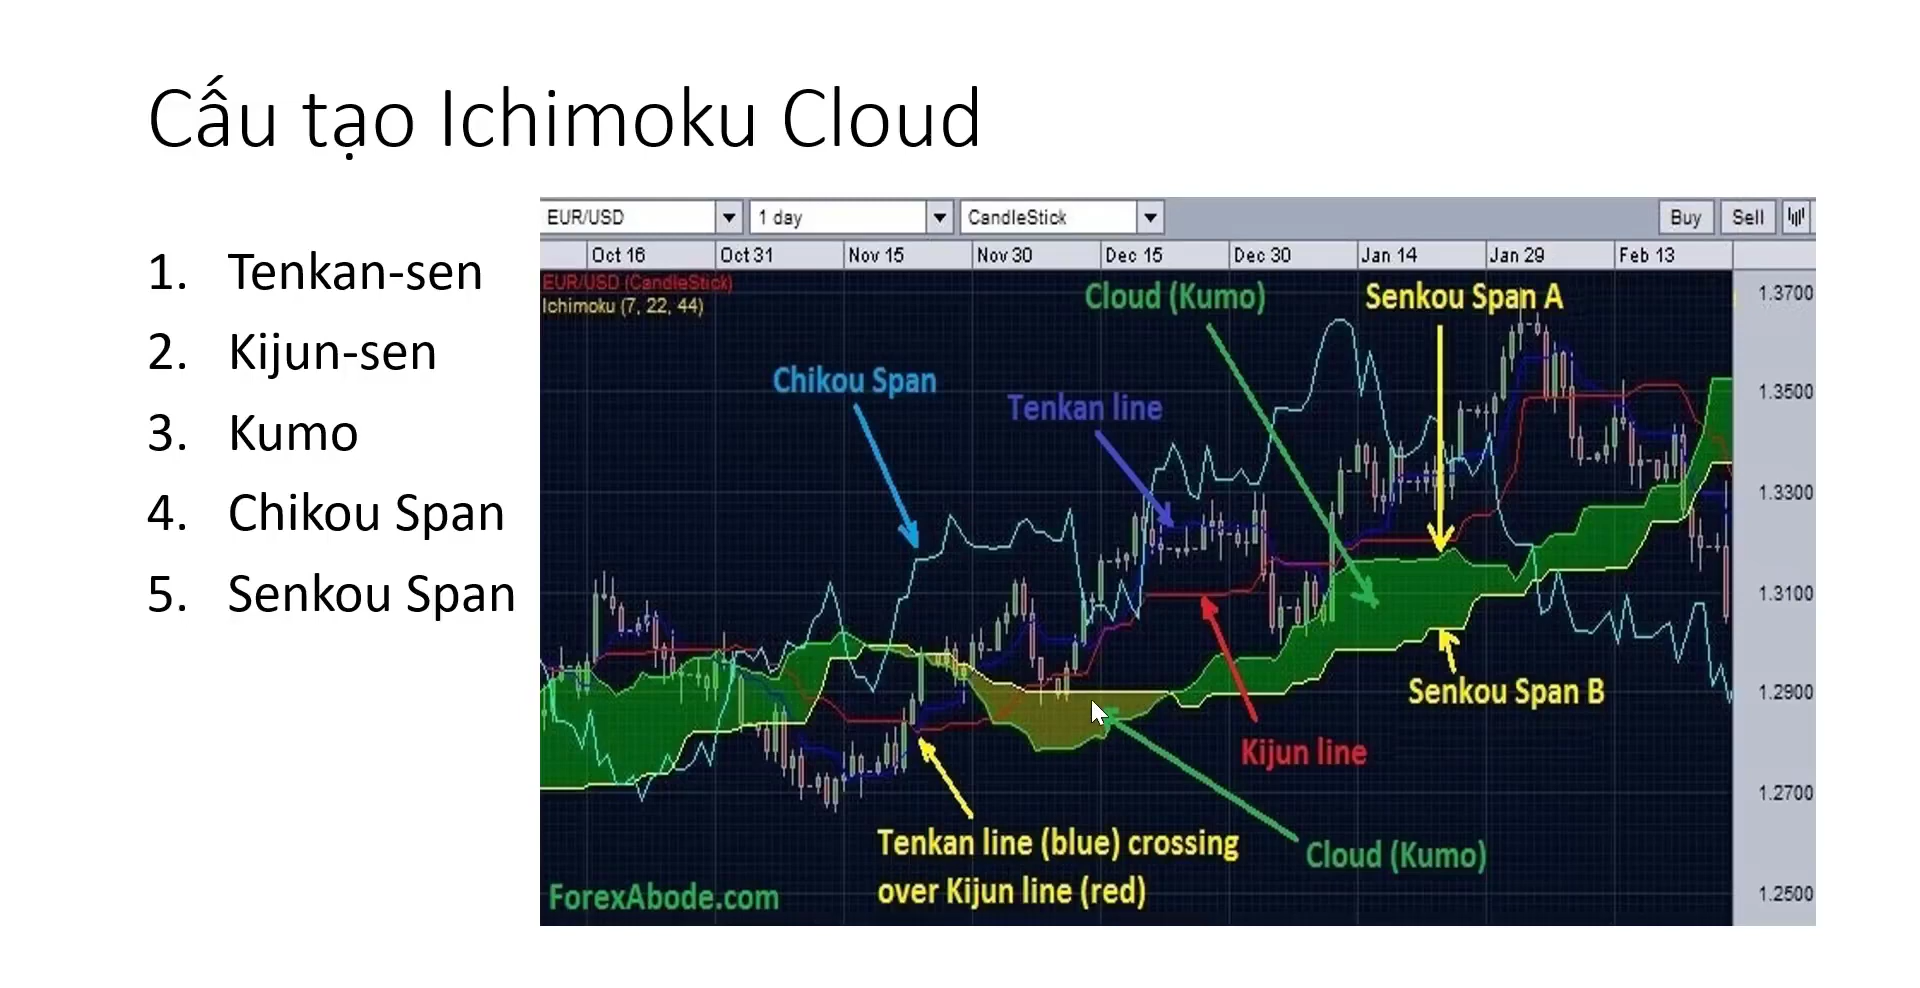 Cấu tạo Ichimoku Cloud
1. Tenkan-sen
2. Kijun-sen
3. Kumo
4. Chikou Span
5. Senkou Span
EUR/USD 1 day CandleStick Buy Sell
Oct 16 Oct 31 Nov 15 Nov 30 Dec 15 Dec 30 Jan 14 Jan 29 Feb 13
EUR/USD (CandleStick)
Ichimoku (7, 22, 44)
Cloud (Kumo)
Senkou Span A
Chikou Span
Tenkan line
Senkou Span B
Kijun line
Tenkan line (blue) crossing
over Kijun line (red)
Cloud (Kumo)
ForexAbode.com
1.3700
1.3500
1.3300
1.3100
1.2900
1.2700
1.2500